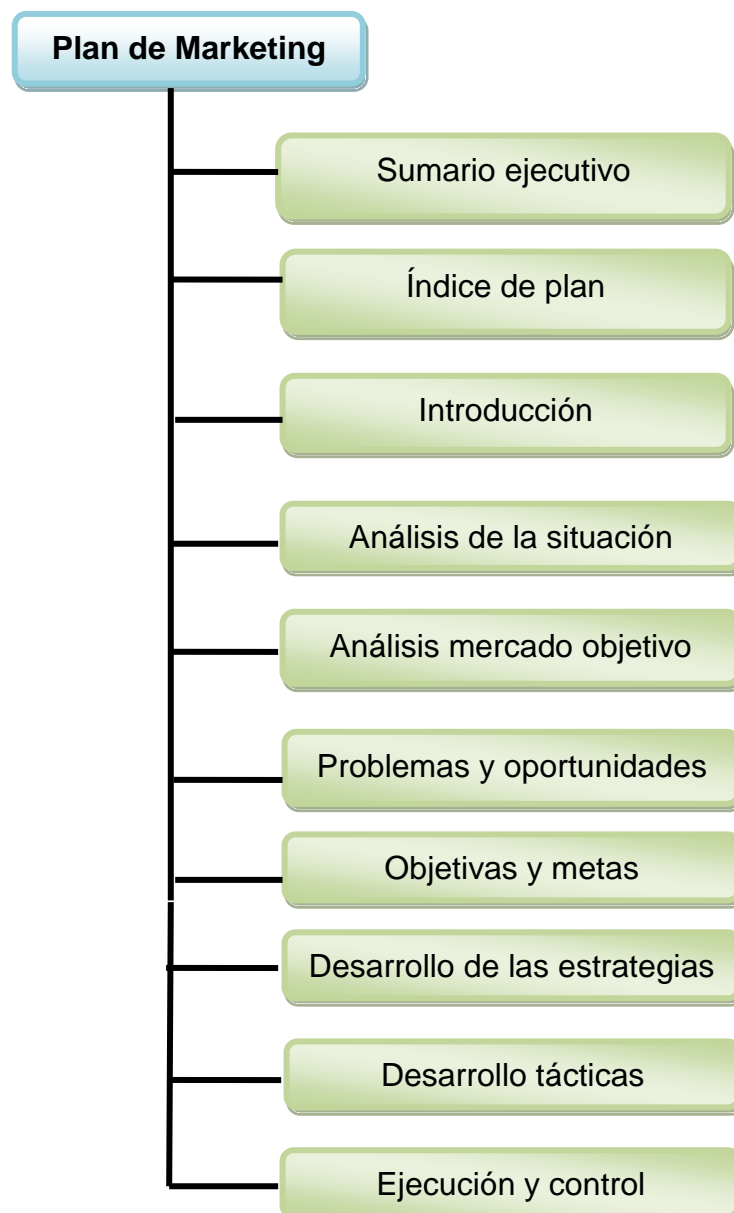 Plan de Marketing
Sumario ejecutivo
Índice de plan
Introducción
Análisis de la situación
Análisis mercado objetivo
Problemas y oportunidades
Objetivas y metas
Desarrollo de las estrategias
Desarrollo tácticas
Ejecución y control